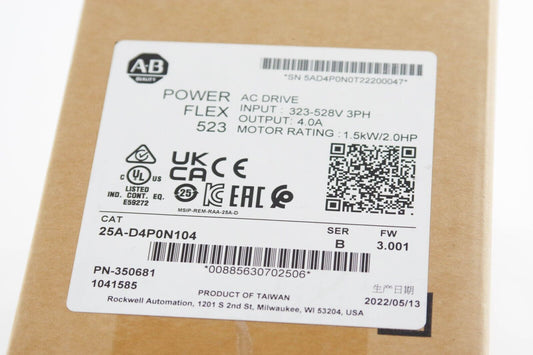 A-B
QUALITY
*SN 5AD4P0N0T22200047*
POWER
FLEX
523
AC DRIVE
INPUT : 323-528V 3PH
OUTPUT: 4.0A
MOTOR RATING : 1.5kW/2.0HP
C UL US
LISTED
IND. CONT. EQ.
E59272
UK
CA
CE
25
EAC
MSIP-REM-RAA-25A-D
CAT
25A-D4P0N104
SER
B
FW
3.001
PN-350681
1041585
*00885630702506*
PRODUCT OF TAIWAN
Rockwell Automation, 1201 S 2nd St, Milwaukee, WI 53204, USA
生产日期
2022/05/13